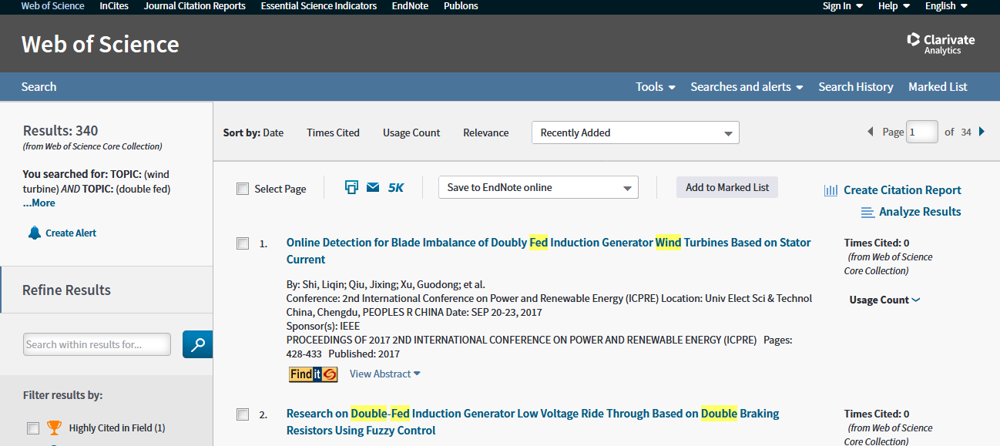 Web of Science InCites Journal Citation Reports Essential Science Indicators EndNote Publons Sign In Help English
Web of Science
Clarivate
Analytics
Search Tools Searches and alerts Search History Marked List
Results: 340
(from Web of Science Core Collection)
You searched for: TOPIC: (wind
turbine) AND TOPIC: (double fed)
...More
Create Alert
Refine Results
Search within results for...
Filter results by:
Highly Cited in Field (1)
Sort by: Date Times Cited Usage Count Relevance Recently Added Page 1 of 34
Select Page 5K Save to EndNote online Add to Marked List
Create Citation Report
Analyze Results
1. Online Detection for Blade Imbalance of Doubly Fed Induction Generator Wind Turbines Based on Stator
Current
By: Shi, Liqin; Qiu, Jixing; Xu, Guodong; et al.
Conference: 2nd International Conference on Power and Renewable Energy (ICPRE) Location: Univ Elect Sci & Technol
China, Chengdu, PEOPLES R CHINA Date: SEP 20-23, 2017
Sponsor(s): IEEE
PROCEEDINGS OF 2017 2ND INTERNATIONAL CONFERENCE ON POWER AND RENEWABLE ENERGY (ICPRE) Pages:
428-433 Published: 2017
Find it View Abstract
Times Cited: 0
(from Web of Science
Core Collection)
Usage Count
2. Research on Double-Fed Induction Generator Low Voltage Ride Through Based on Double Braking
Resistors Using Fuzzy Control
Times Cited: 0
(from Web of Science
Core Collection)